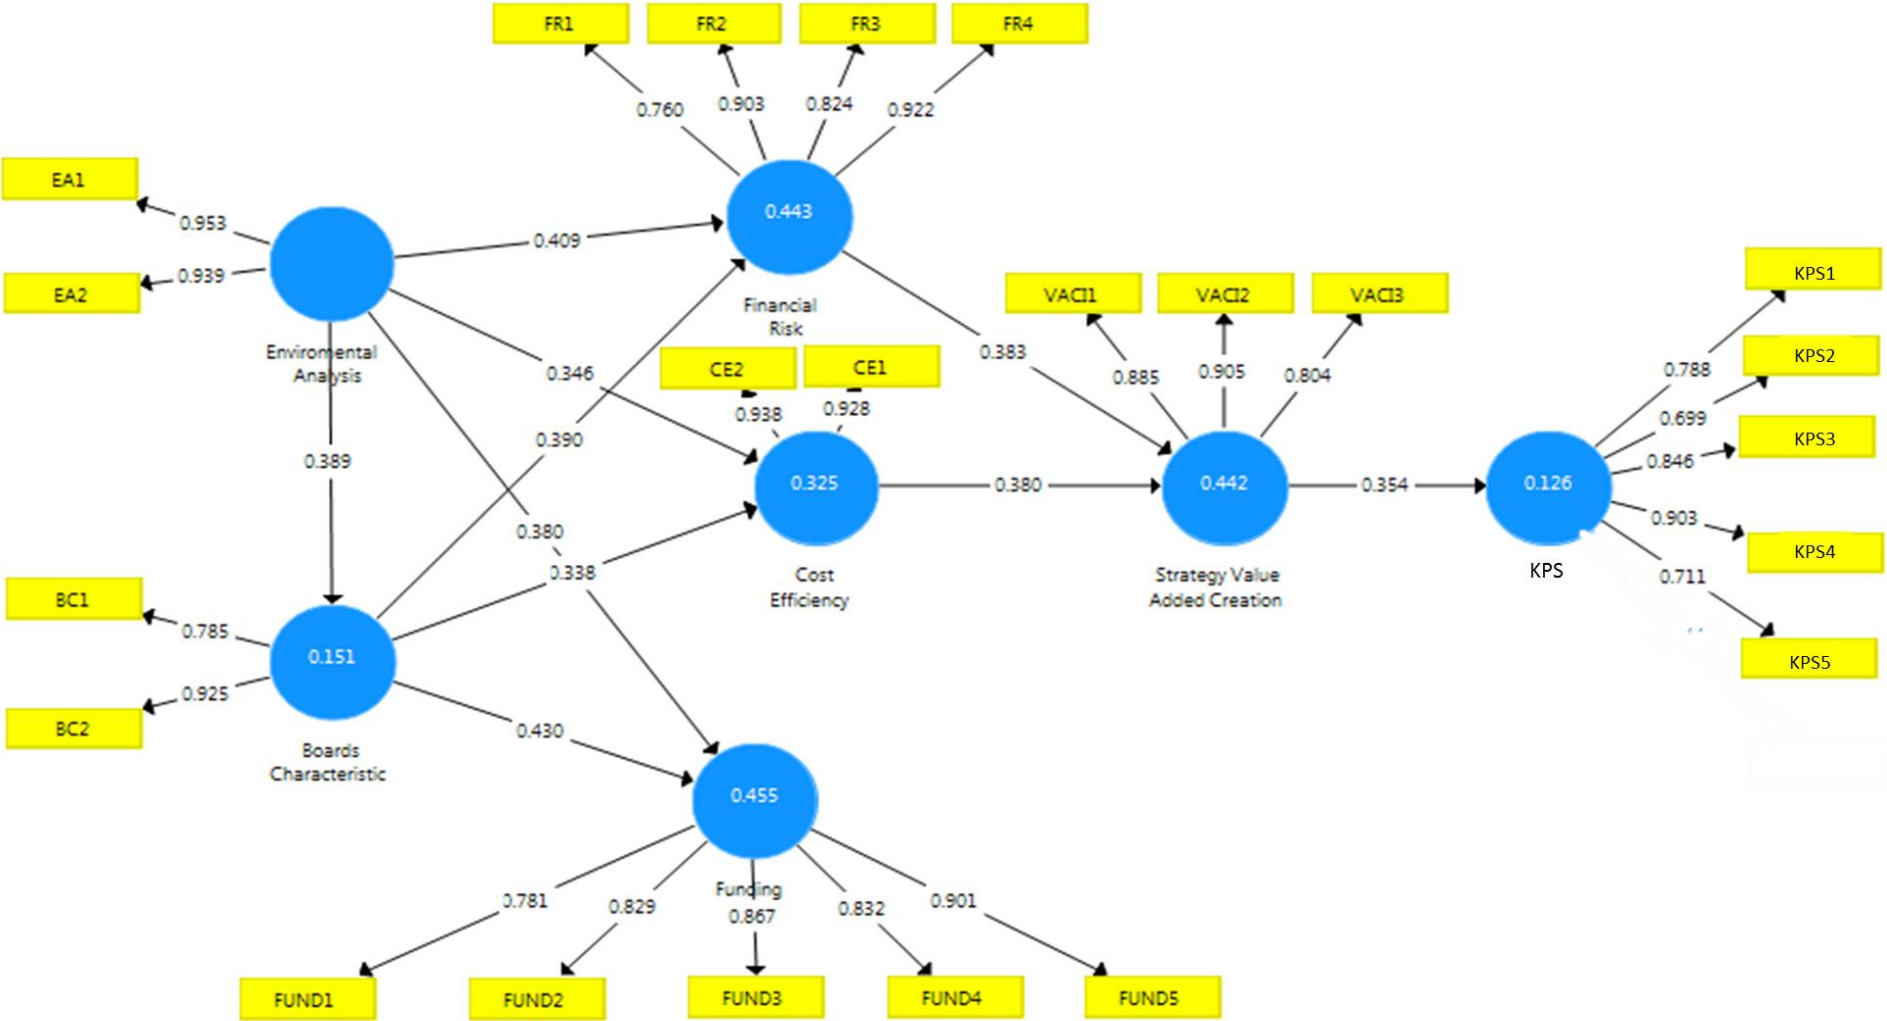 FR1
FR2
FR3
FR4
0.760
0.903
0.824
0.922
EA1
0.953
0.939
EA2
0.443
0.409
Financial
Risk
Enviromental
Analysis
0.389
0.346
0.390
0.380
0.338
CE2
CE1
0.938
0.928
0.325
Cost
Efficiency
0.383
0.380
VACI1
VACI2
VACI3
0.885
0.905
0.804
0.442
Strategy Value
Added Creation
0.354
0.126
KPS
KPS1
0.788
KPS2
0.699
KPS3
0.846
0.903
KPS4
0.711
KPS5
BC1
0.785
0.151
0.925
BC2
Boards
Characteristic
0.430
0.455
Funding
0.781
0.829
0.867
0.832
0.901
FUND1
FUND2
FUND3
FUND4
FUND5